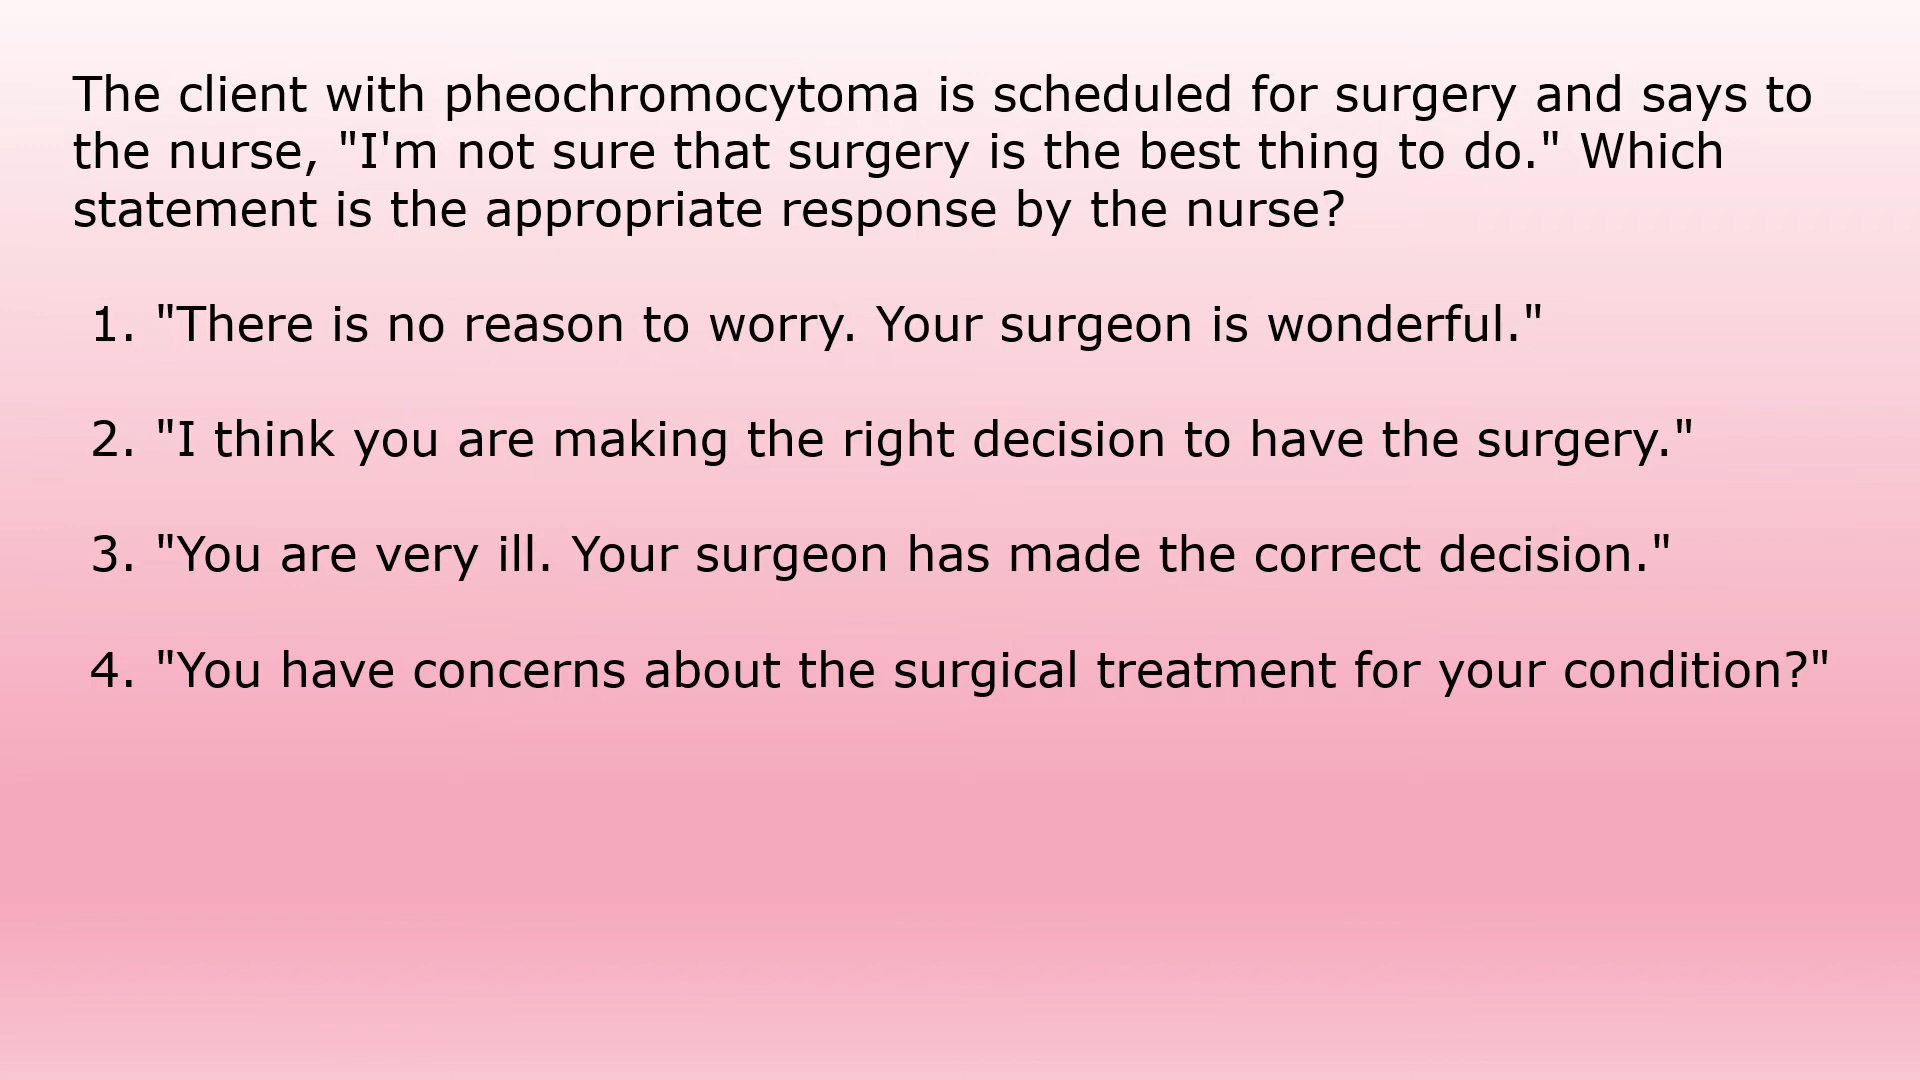 The client with pheochromocytoma is scheduled for surgery and says to
the nurse, "I'm not sure that surgery is the best thing to do." Which
statement is the appropriate response by the nurse?
1. "There is no reason to worry. Your surgeon is wonderful."
2. "I think you are making the right decision to have the surgery."
3. "You are very ill. Your surgeon has made the correct decision."
4. "You have concerns about the surgical treatment for your condition?"